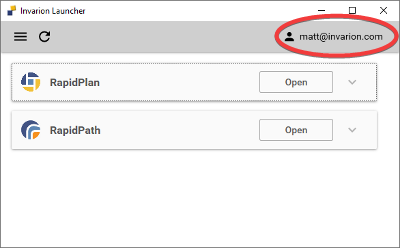 Invarion Launcher
matt@invarion.com
RapidPlan
Open
RapidPath
Open